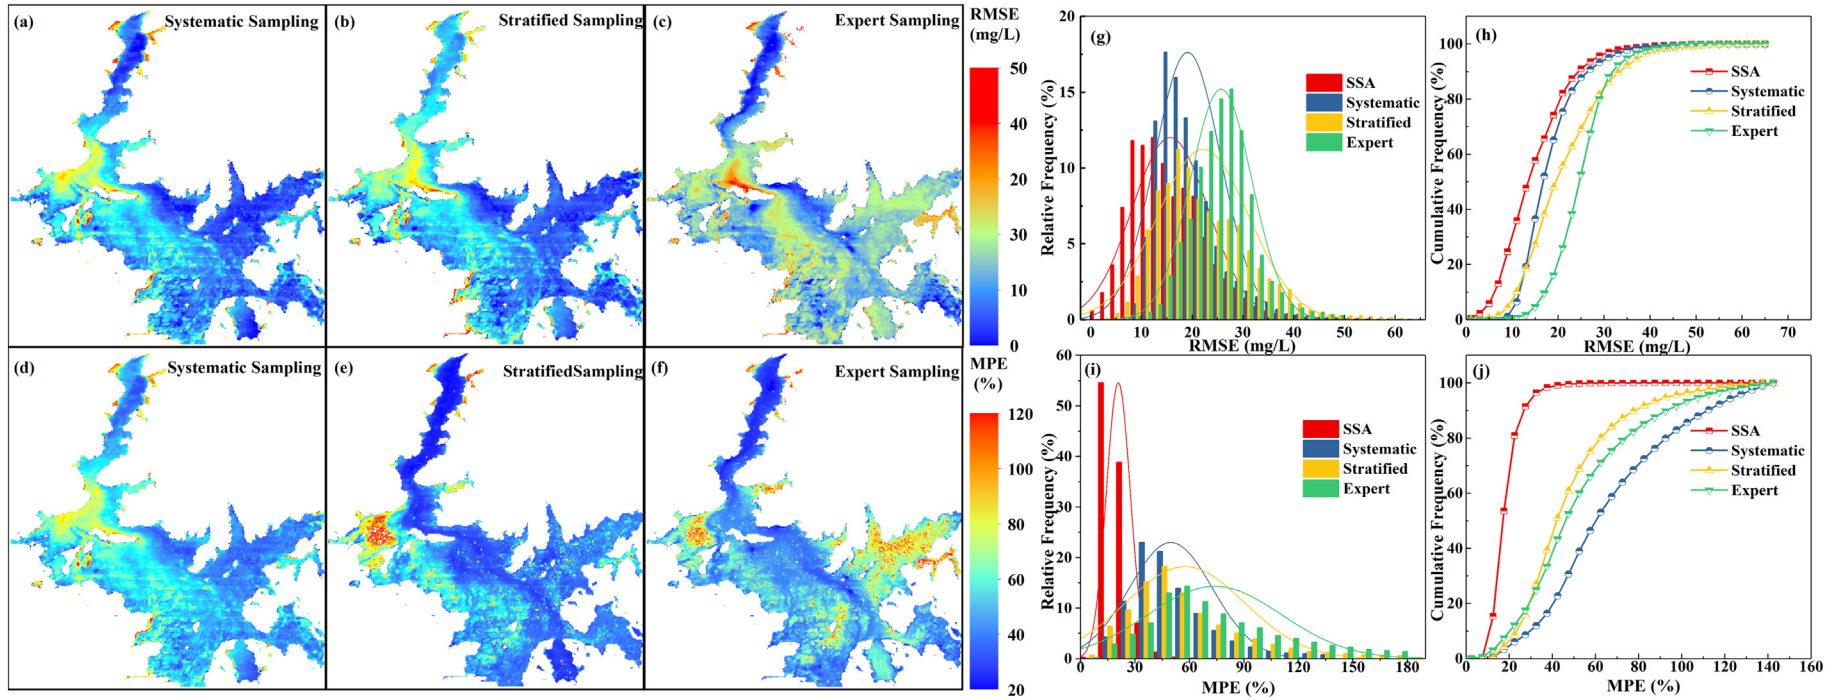 (a)
Systematic Sampling
(b)
Stratified Sampling
(c)
Expert Sampling
RMSE
(mg/L)
50
40
20
30
10
0
(d)
Systematic Sampling
(e)
StratifiedSampling
(f)
Expert Sampling
MPE
(%)
120
100
80
60
40
20
(g)
Relative Frequency (%)
20
15
10
5
0
SSA
Systematic
Stratified
Expert
0 10 20 30 40 50 60
RMSE (mg/L)
(h)
Cumulative Frequency (%)
100
80
60
40
20
0
SSA
Systematic
Stratified
Expert
0 10 20 30 40 50 60 70
RMSE (mg/L)
(i)
Relative Frequency (%)
60
50
40
30
20
10
0
SSA
Systematic
Stratified
Expert
0 30 60 90 120 150 180
MPE (%)
(j)
Cumulative Frequency (%)
100
80
60
40
20
0
SSA
Systematic
Stratified
Expert
0 20 40 60 80 100 120 140 160
MPE (%)